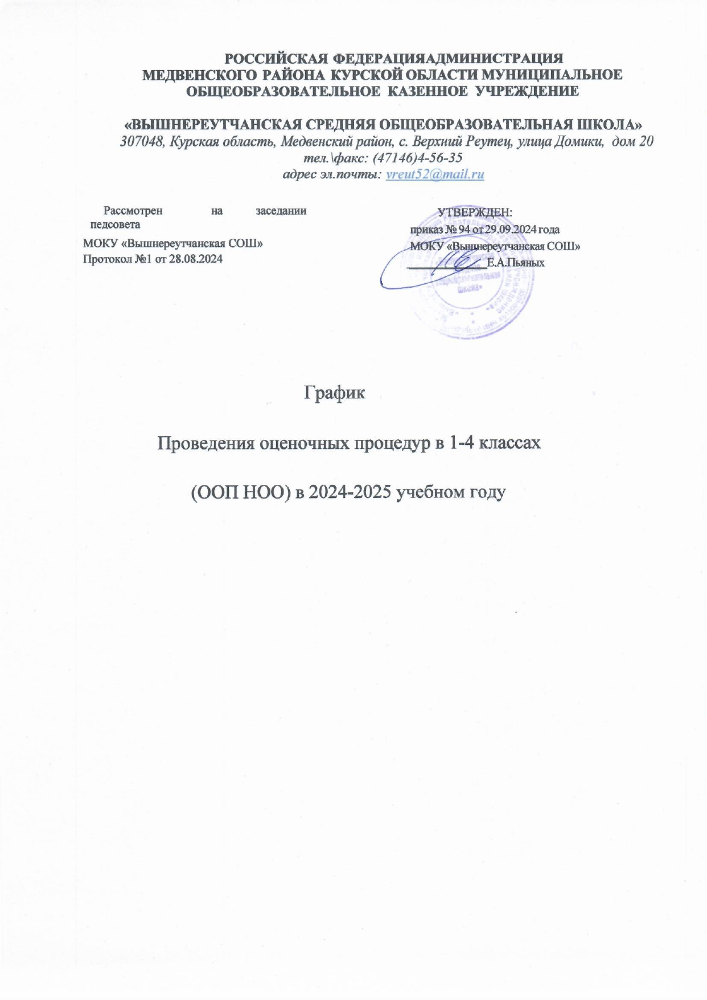 РОССИЙСКАЯ ФЕДЕРАЦИЯАДМИНИСТРАЦИЯ
МЕДВЕНСКОГО РАЙОНА КУРСКОЙ ОБЛАСТИ МУНИЦИПАЛЬНОЕ
ОБЩЕОБРАЗОВАТЕЛЬНОЕ КАЗЕННОЕ УЧРЕЖДЕНИЕ
«ВЫШНЕРЕУТЧАНСКАЯ СРЕДНЯЯ ОБЩЕОБРАЗОВАТЕЛЬНАЯ ШКОЛА»
307048, Курская область, Медвенский район, с. Верхний Реутец, улица Домики, дом 20
тел.\факс: (47146)4-56-35
адрес эл.почты: vreut52@mail.ru
Рассмотрен на заседании
педсовета
МОКУ «Вышнереутчанская СОШ»
Протокол №1 от 28.08.2024
УТВЕРЖДЕН:
приказ № 94 от 29.09.2024 года
МОКУ «Вышнереутчанская СОШ»
Е.А.Пьяных
школа»
График
Проведения оценочных процедур в 1-4 классах
(ООП НОО) в 2024-2025 учебном году